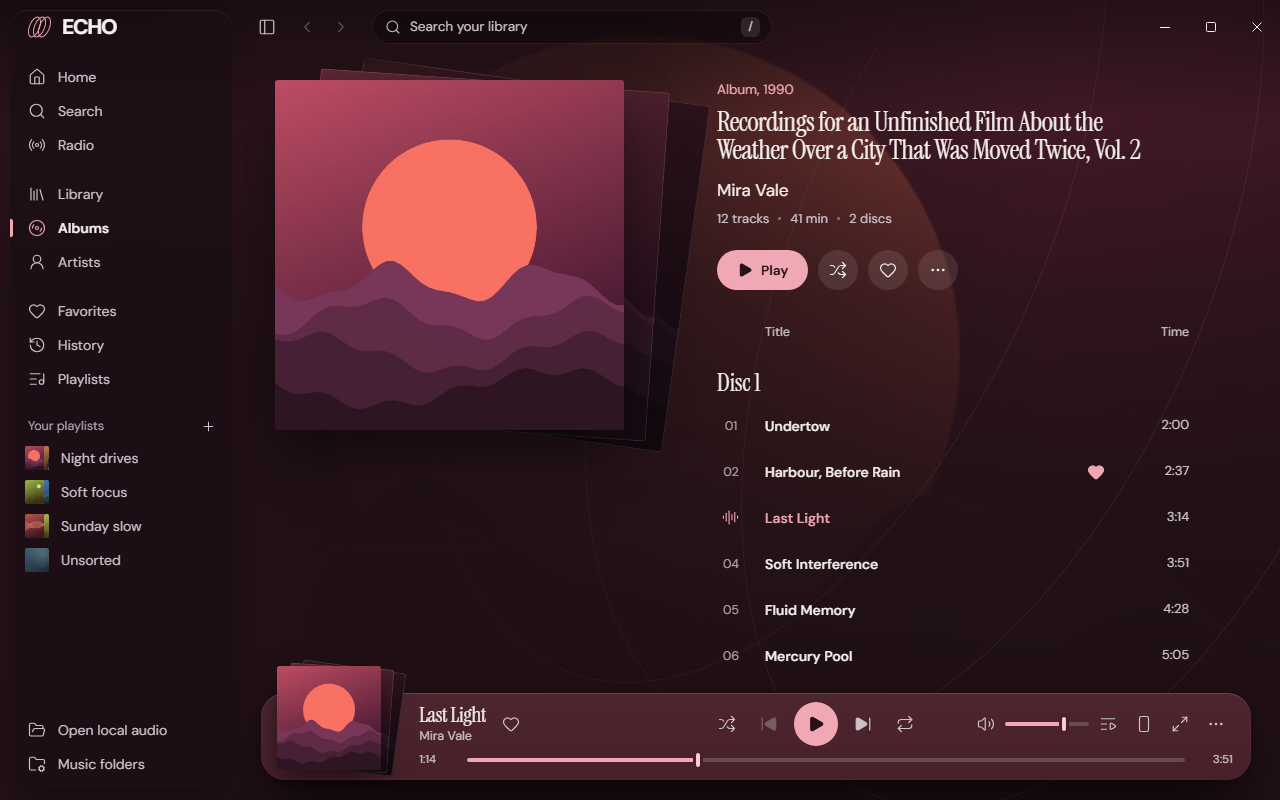 ECHO
Search your library
/
Home
Search
Radio
Library
Albums
Artists
Favorites
History
Playlists
Your playlists
Night drives
Soft focus
Sunday slow
Unsorted
Open local audio
Music folders
Album, 1990
Recordings for an Unfinished Film About the
Weather Over a City That Was Moved Twice, Vol. 2
Mira Vale
12 tracks • 41 min • 2 discs
Play
Title Time
Disc 1
01 Undertow 2:00
02 Harbour, Before Rain 2:37
Last Light 3:14
04 Soft Interference 3:51
05 Fluid Memory 4:28
06 Mercury Pool 5:05
Last Light
Mira Vale
1:14 3:51